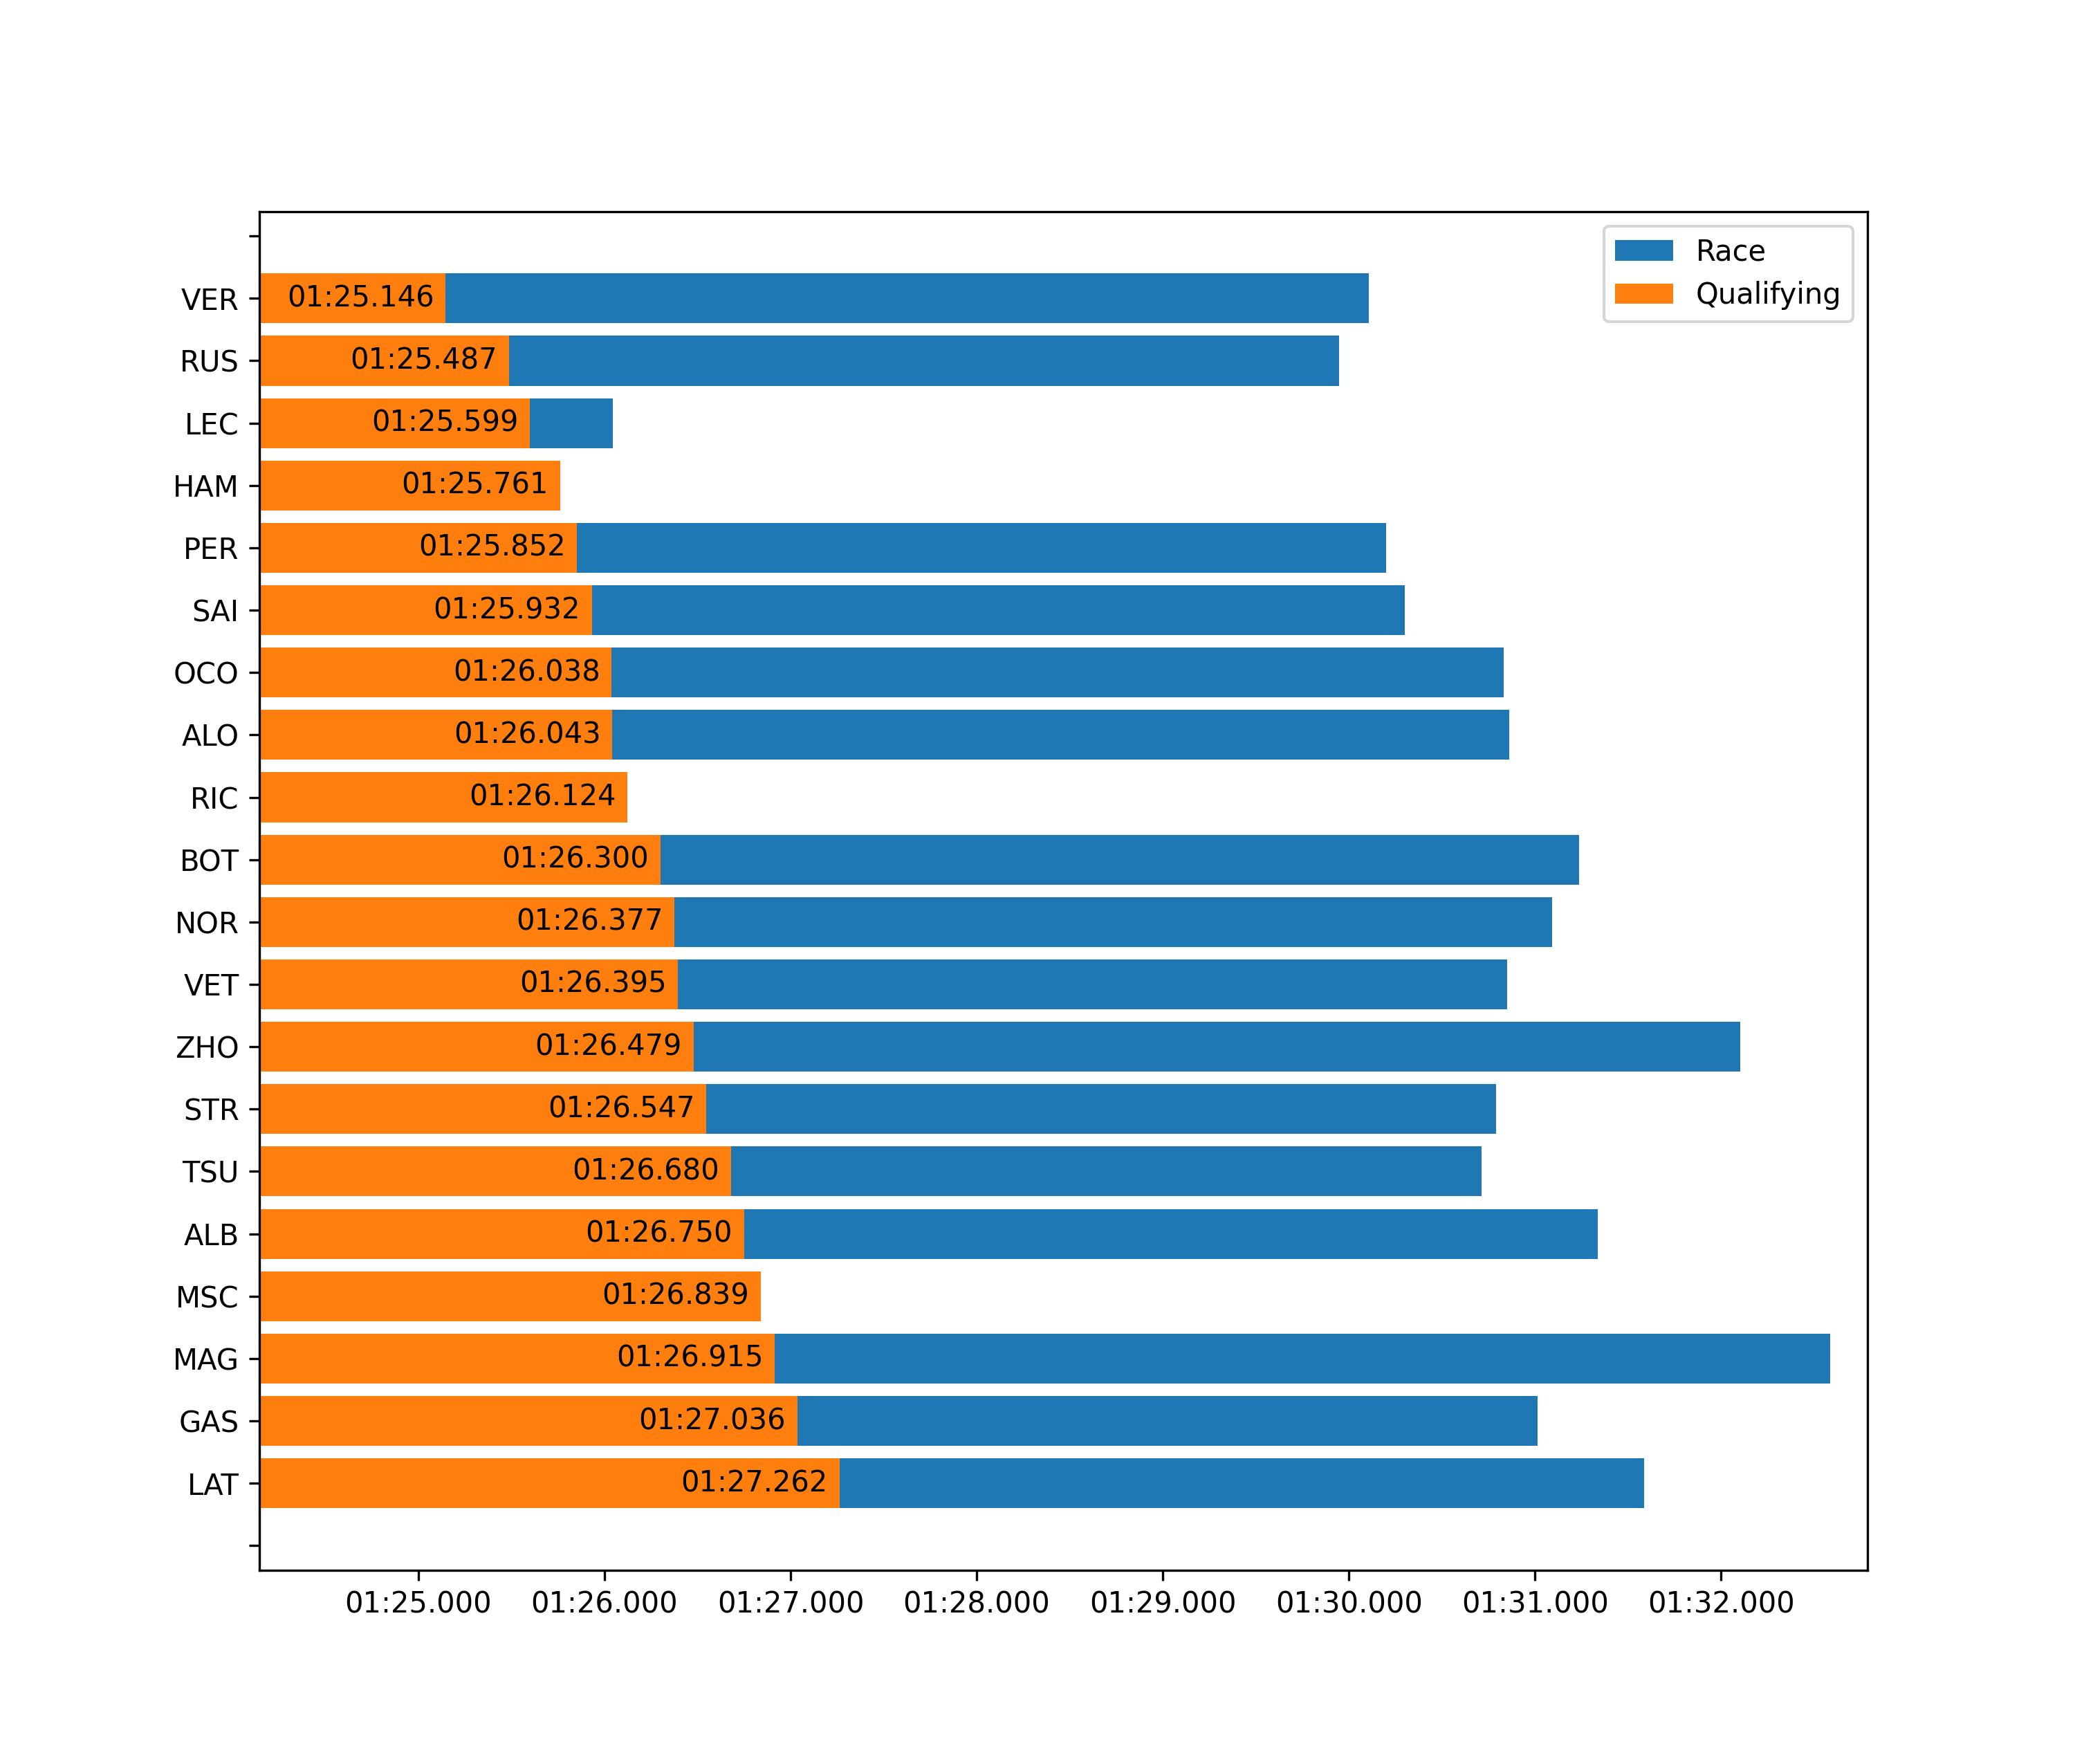 Race
Qualifying
VER 01:25.146
RUS 01:25.487
LEC 01:25.599
HAM 01:25.761
PER 01:25.852
SAI 01:25.932
OCO 01:26.038
ALO 01:26.043
RIC 01:26.124
BOT 01:26.300
NOR 01:26.377
VET 01:26.395
ZHO 01:26.479
STR 01:26.547
TSU 01:26.680
ALB 01:26.750
MSC 01:26.839
MAG 01:26.915
GAS 01:27.036
LAT 01:27.262
01:25.000 01:26.000 01:27.000 01:28.000 01:29.000 01:30.000 01:31.000 01:32.000